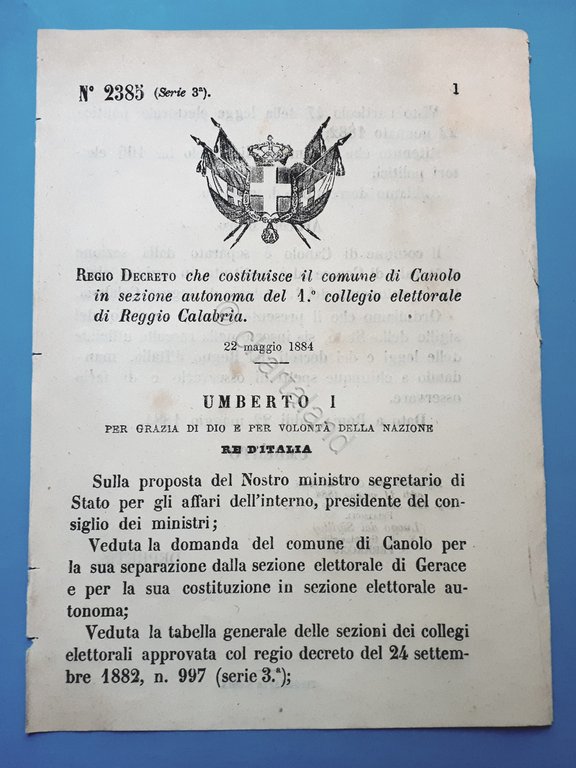 N° 2385 (Serie 3ª).
1
REGIO DECRETO che costituisce il comune di Canolo
in sezione autonoma del 1.° collegio elettorale
di Reggio Calabria.
22 maggio 1884
UMBERTO I
PER GRAZIA DI DIO E PER VOLONTÀ DELLA NAZIONE
RE D'ITALIA
Sulla proposta del Nostro ministro segretario di
Stato per gli affari dell'interno, presidente del con-
siglio dei ministri;
Veduta la domanda del comune di Canolo per
la sua separazione dalla sezione elettorale di Gerace
e per la sua costituzione in sezione elettorale au-
tonoma;
Veduta la tabella generale delle sezioni dei collegi
elettorali approvata col regio decreto del 24 settem-
bre 1882, n. 997 (serie 3.ª);
© Cartaland